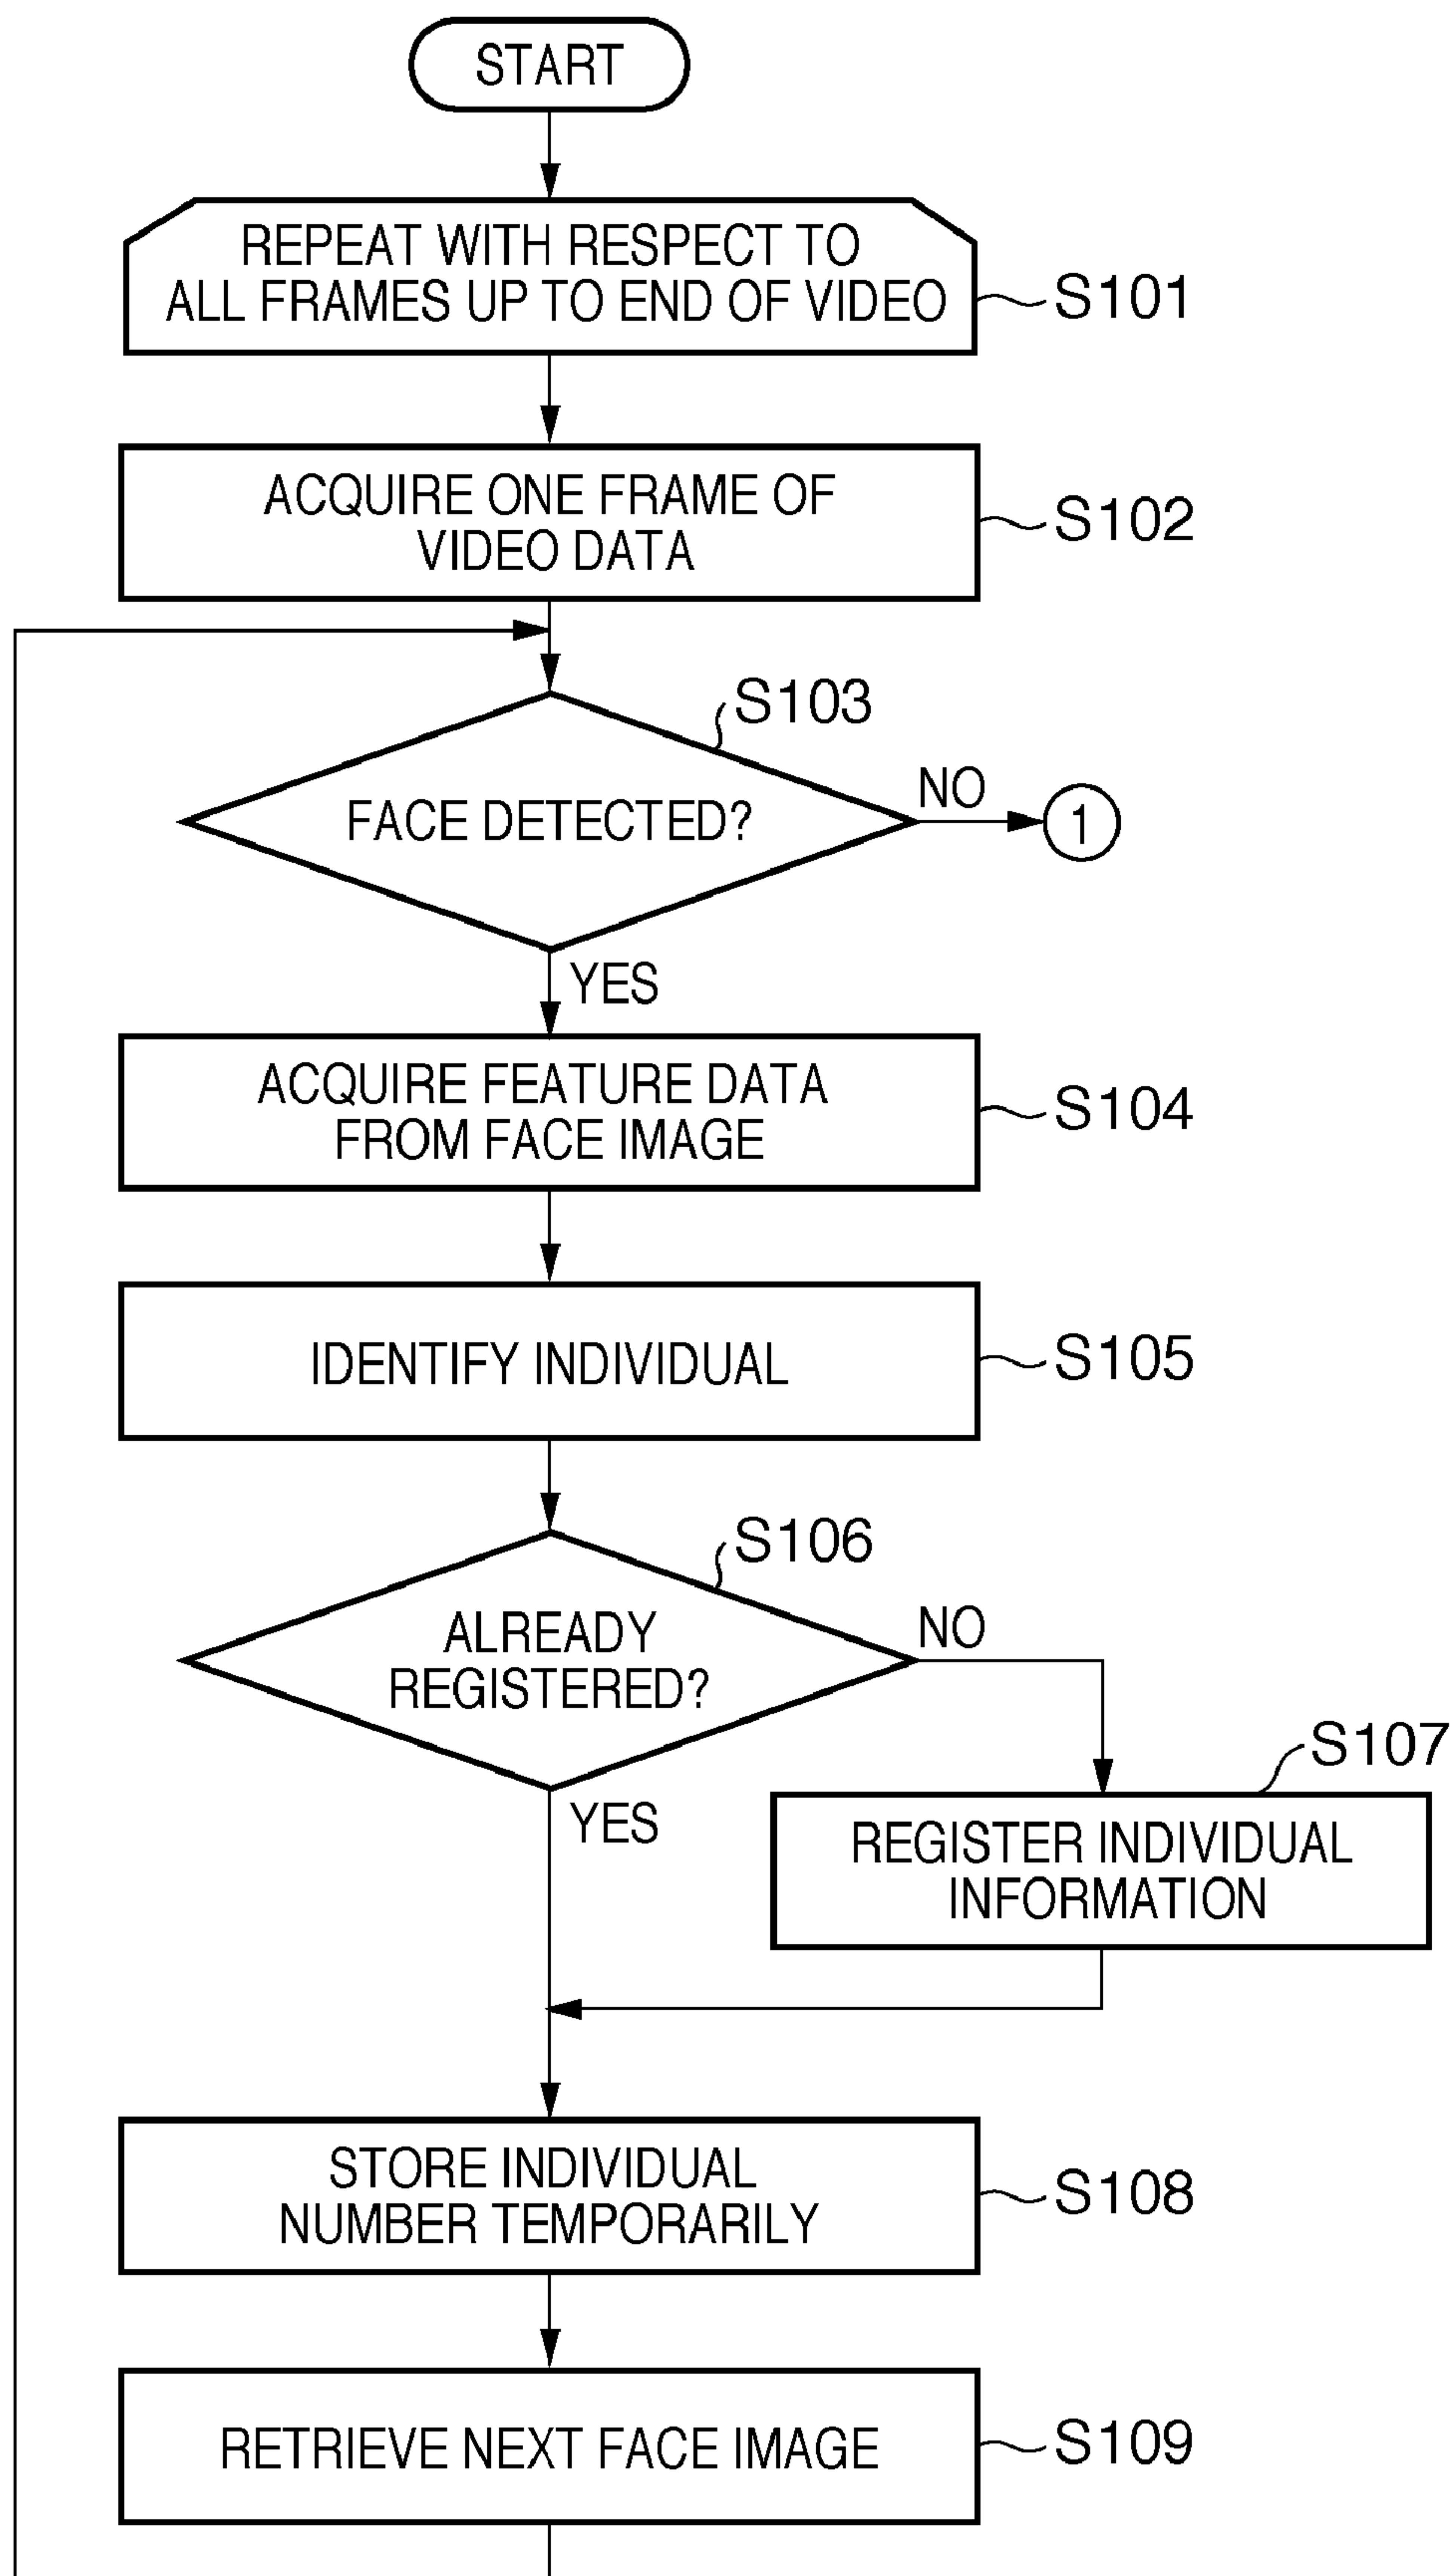 START
REPEAT WITH RESPECT TO
ALL FRAMES UP TO END OF VIDEO
S101
ACQUIRE ONE FRAME OF
VIDEO DATA
S102
S103
FACE DETECTED?
NO
1
YES
ACQUIRE FEATURE DATA
FROM FACE IMAGE
S104
IDENTIFY INDIVIDUAL
S105
S106
ALREADY
REGISTERED?
NO
S107
YES
REGISTER INDIVIDUAL
INFORMATION
STORE INDIVIDUAL
NUMBER TEMPORARILY
S108
RETRIEVE NEXT FACE IMAGE
S109